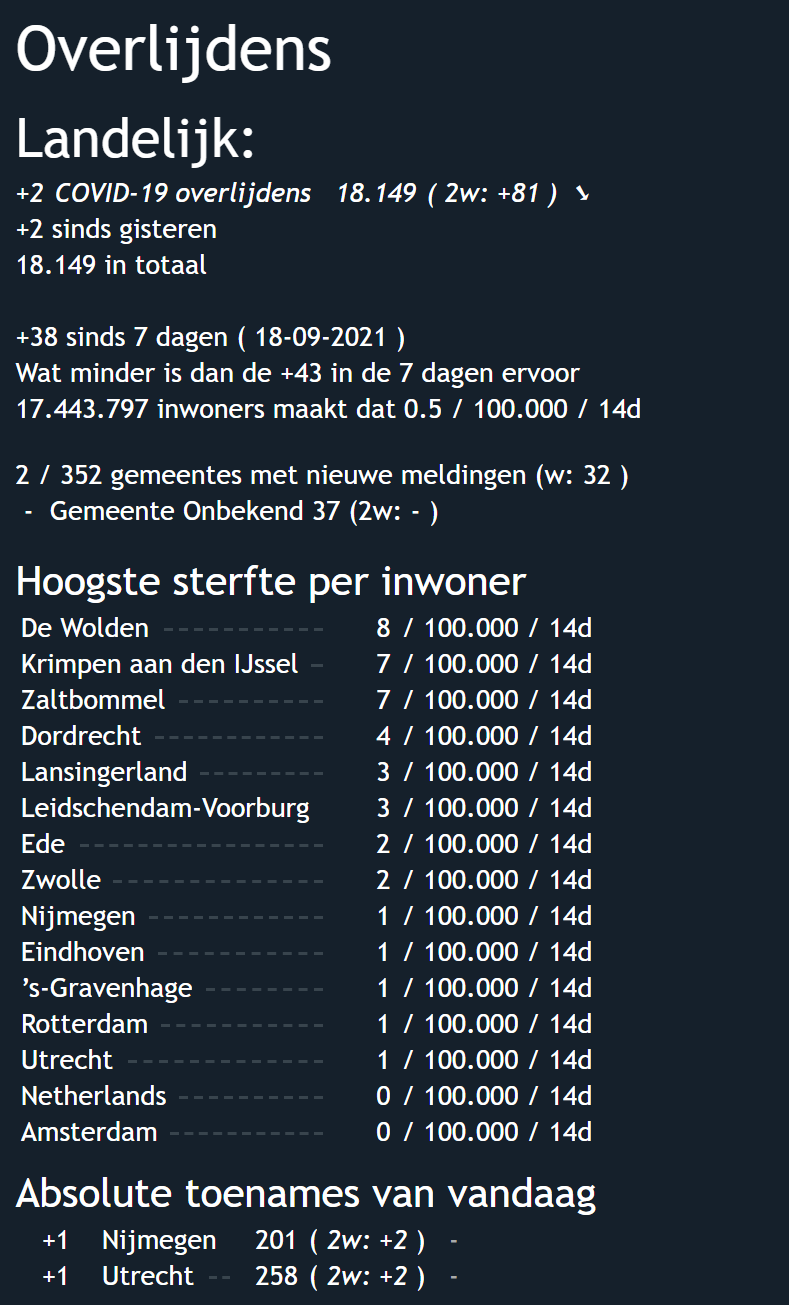 Overlijdens
Landelijk:
+2 COVID-19 overlijdens 18.149 ( 2w: +81 ) ➘
+2 sinds gisteren
18.149 in totaal
+38 sinds 7 dagen ( 18-09-2021 )
Wat minder is dan de +43 in de 7 dagen ervoor
17.443.797 inwoners maakt dat 0.5 / 100.000 / 14d
2 / 352 gemeentes met nieuwe meldingen (w: 32 )
- Gemeente Onbekend 37 (2w: - )
Hoogste sterfte per inwoner
De Wolden ----------- 8 / 100.000 / 14d
Krimpen aan den IJssel - 7 / 100.000 / 14d
Zaltbommel ---------- 7 / 100.000 / 14d
Dordrecht ------------ 4 / 100.000 / 14d
Lansingerland --------- 3 / 100.000 / 14d
Leidschendam-Voorburg 3 / 100.000 / 14d
Ede ----------------- 2 / 100.000 / 14d
Zwolle --------------- 2 / 100.000 / 14d
Nijmegen ------------ 1 / 100.000 / 14d
Eindhoven ----------- 1 / 100.000 / 14d
’s-Gravenhage -------- 1 / 100.000 / 14d
Rotterdam ----------- 1 / 100.000 / 14d
Utrecht -------------- 1 / 100.000 / 14d
Netherlands ---------- 0 / 100.000 / 14d
Amsterdam ----------- 0 / 100.000 / 14d
Absolute toenames van vandaag
+1 Nijmegen 201 ( 2w: +2 ) -
+1 Utrecht -- 258 ( 2w: +2 ) -